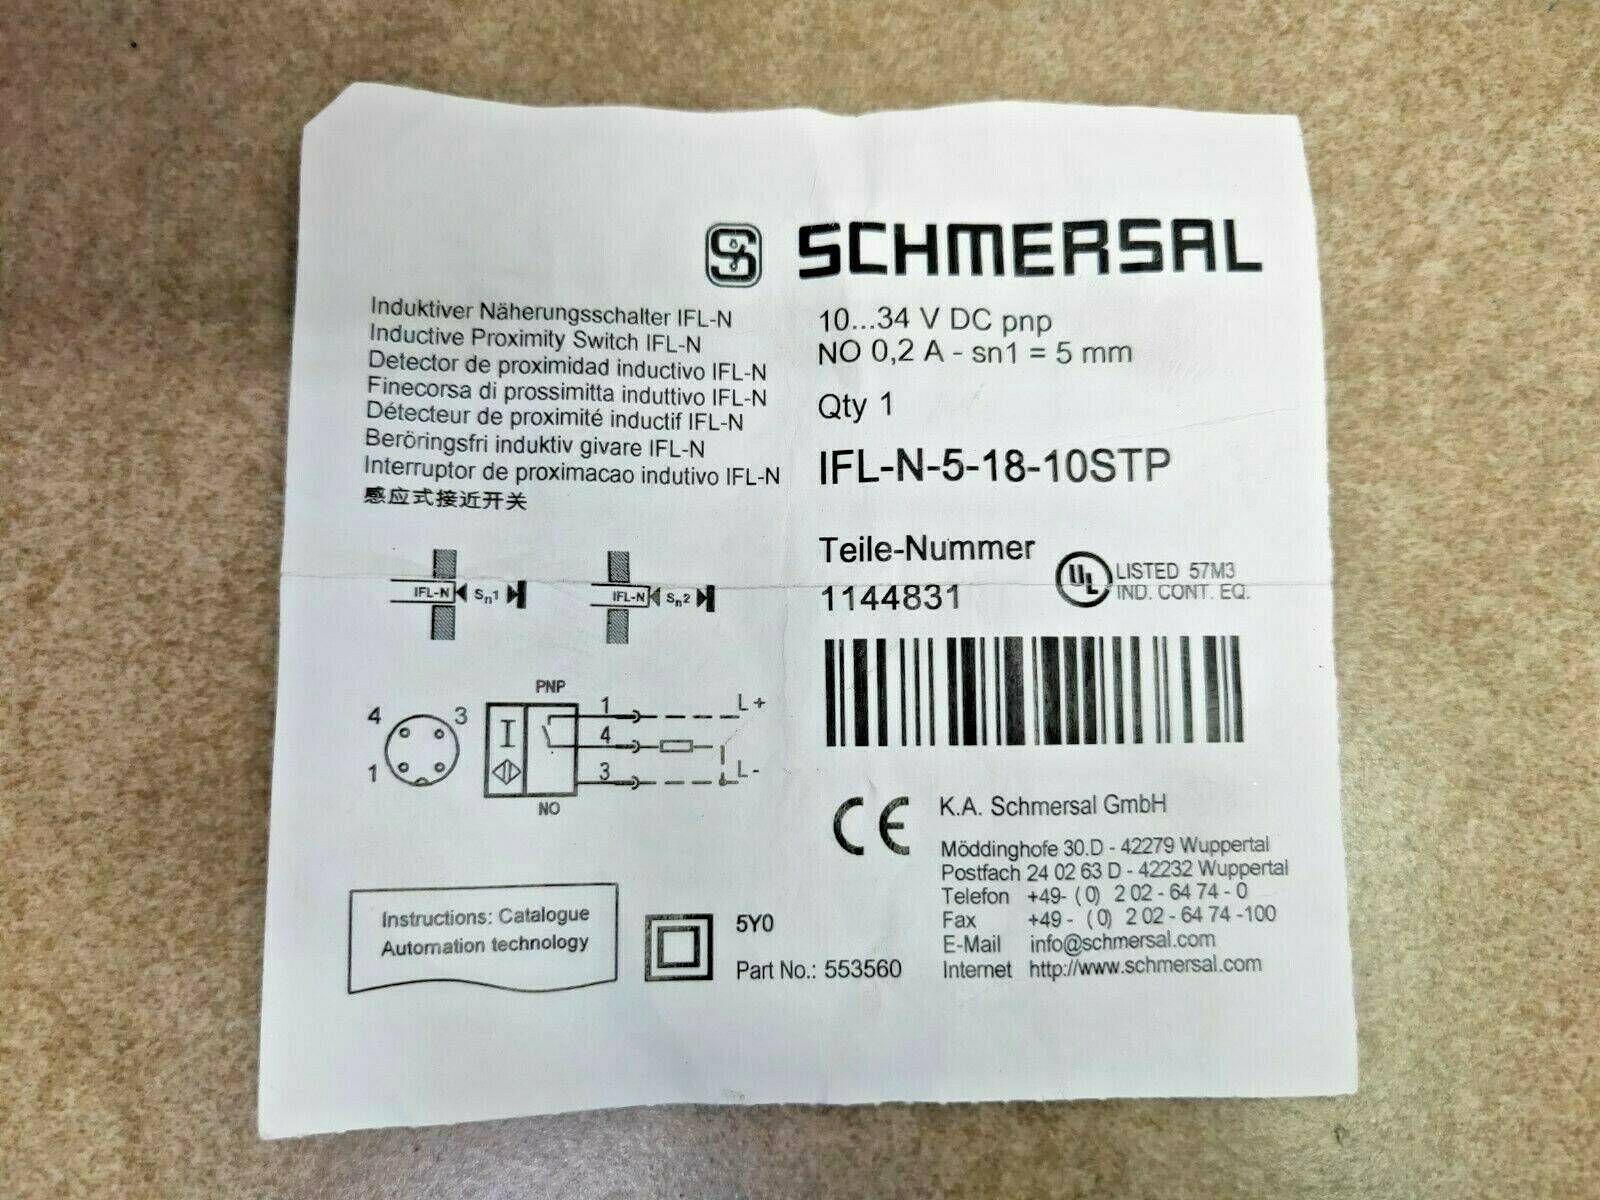 SCHMERSAL
Induktiver Näherungsschalter IFL-N
Inductive Proximity Switch IFL-N
Detector de proximidad inductivo IFL-N
Finecorsa di prossimitta induttivo IFL-N
Détecteur de proximité inductif IFL-N
Beröringsfri induktiv givare IFL-N
Interruptor de proximacao indutivo IFL-N
感应式接近开关
10...34 V DC pnp
NO 0,2 A - sn1 = 5 mm
Qty 1
IFL-N-5-18-10STP
Teile-Nummer
1144831
UL LISTED 57M3
IND. CONT. EQ.
IFL-N Sn1
IFL-N Sn2
PNP
4 3
1
I
1 L+
4
3 L-
NO
CE
K.A. Schmersal GmbH
Möddinghofe 30.D - 42279 Wuppertal
Postfach 24 02 63 D - 42232 Wuppertal
Telefon +49- (0) 2 02 - 64 74 - 0
Fax +49 - (0) 2 02 - 64 74 -100
E-Mail info@schmersal.com
Internet http://www.schmersal.com
Instructions: Catalogue
Automation technology
5Y0
Part No.: 553560